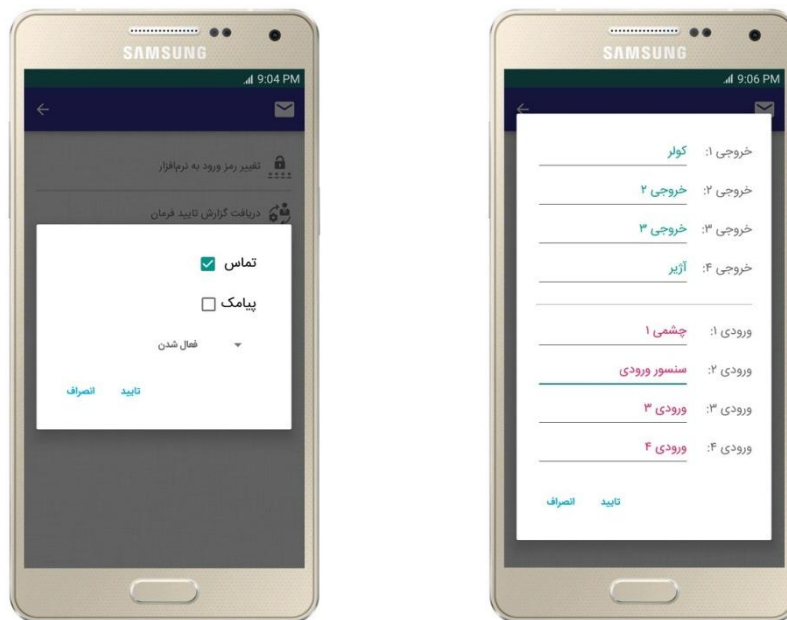 SAMSUNG
9:04 PM
تغییر رمز ورود به نرم‌افزار
دریافت گزارش تایید فرمان
تماس
پیامک
فعال شدن
تایید انصراف
SAMSUNG
9:06 PM
خروجی ۱: کولر
خروجی ۲: خروجی ۲
خروجی ۳: خروجی ۳
خروجی ۴: آژیر
ورودی ۱: چشمی ۱
ورودی ۲: سنسور ورودی
ورودی ۳: ورودی ۳
ورودی ۴: ورودی ۴
تایید انصراف